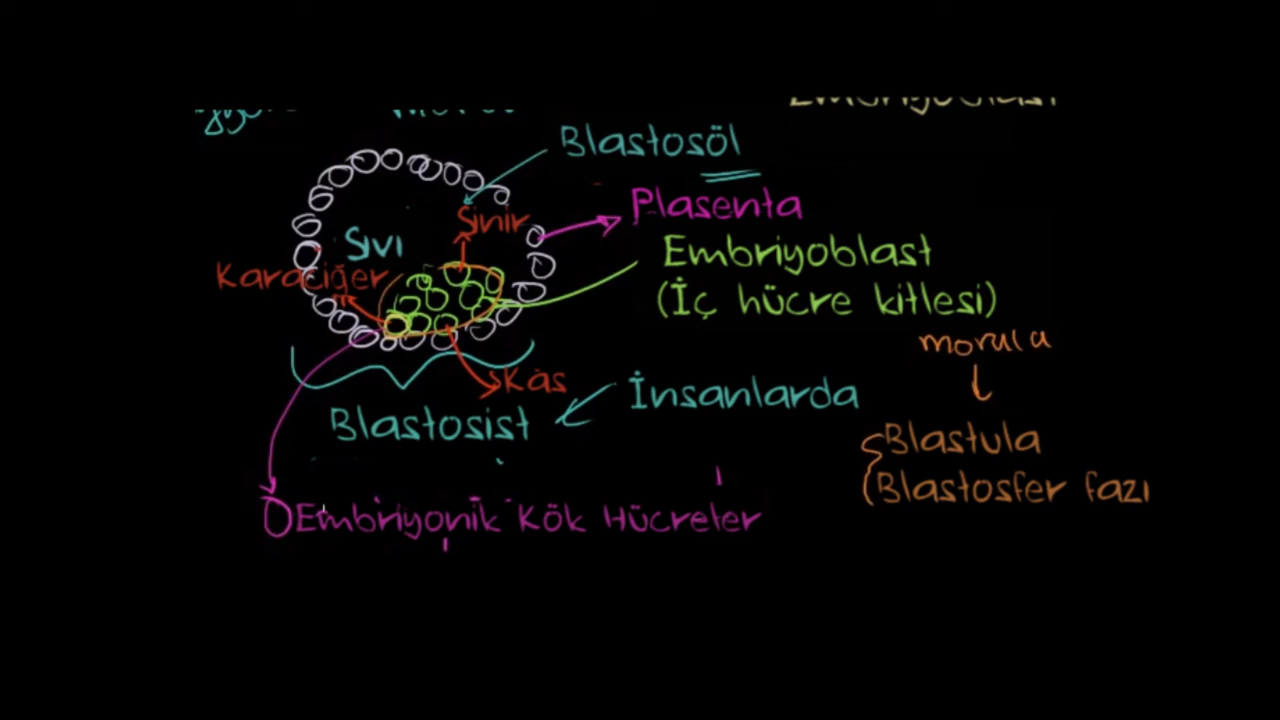 Blastosöl
Plasenta
Sinir
Sıvı
Embriyoblast
Karaciğer
(İç hücre kitlesi)
morula
Kas
İnsanlarda
Blastosist
Blastula
Blastosfer fazı
Embriyonik Kök Hücreler